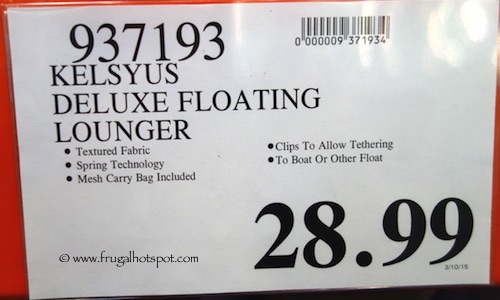 937193
0 000009 371934
KELSYUS
DELUXE FLOATING
LOUNGER
• Textured Fabric
• Spring Technology
• Mesh Carry Bag Included
• Clips To Allow Tethering
• To Boat Or Other Float
28.99
3/10/15
© www.frugalhotspot.com